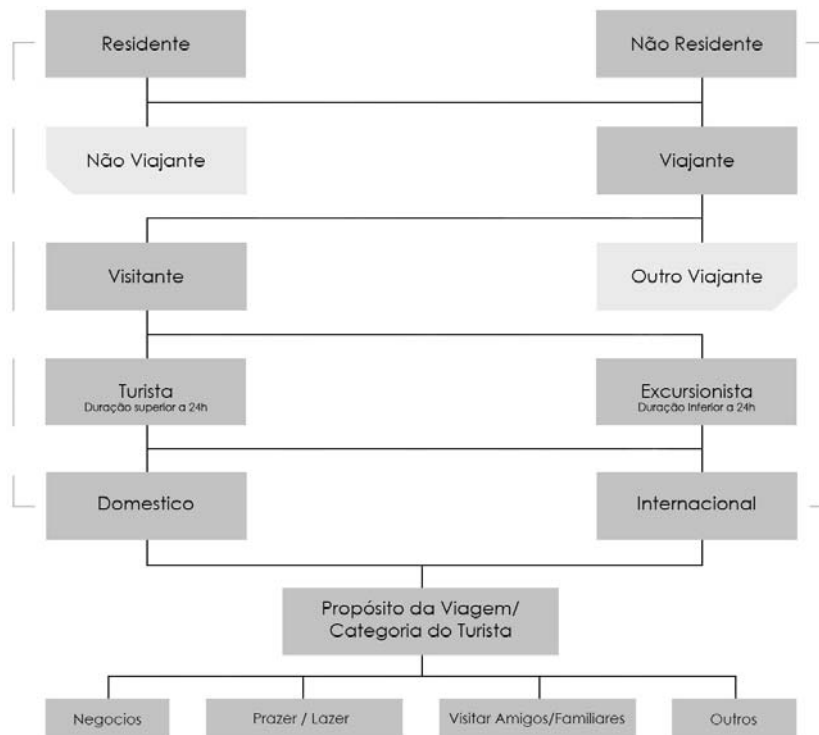 Residente
Não Residente
Não Viajante
Viajante
Visitante
Outro Viajante
Turista
Duração superior a 24h
Excursionista
Duração Inferior a 24h
Domestico
Internacional
Propósito da Viagem/
Categoria do Turista
Negocios
Prazer / Lazer
Visitar Amigos/Familiares
Outros